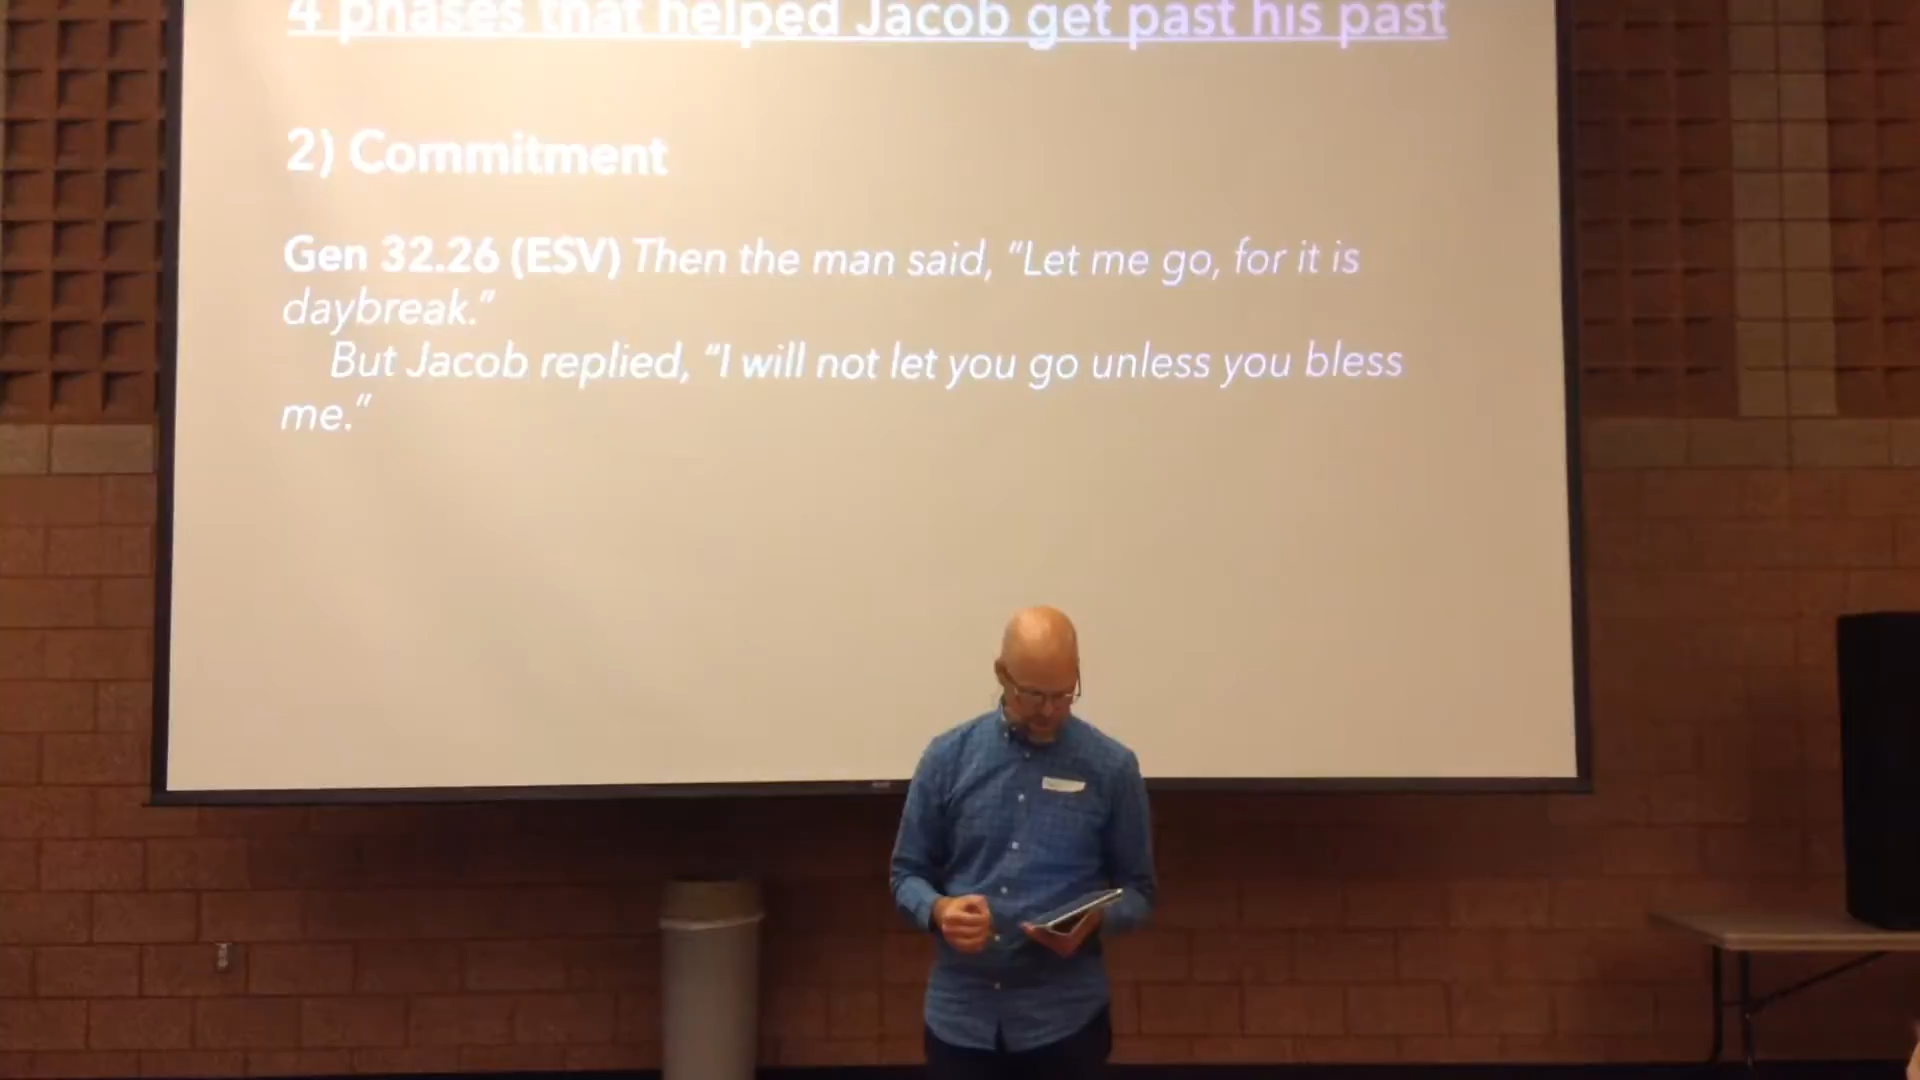 4 phases that helped Jacob get past his past
2) Commitment
Gen 32.26 (ESV) Then the man said, “Let me go, for it is
daybreak.”
But Jacob replied, “I will not let you go unless you bless
me.”